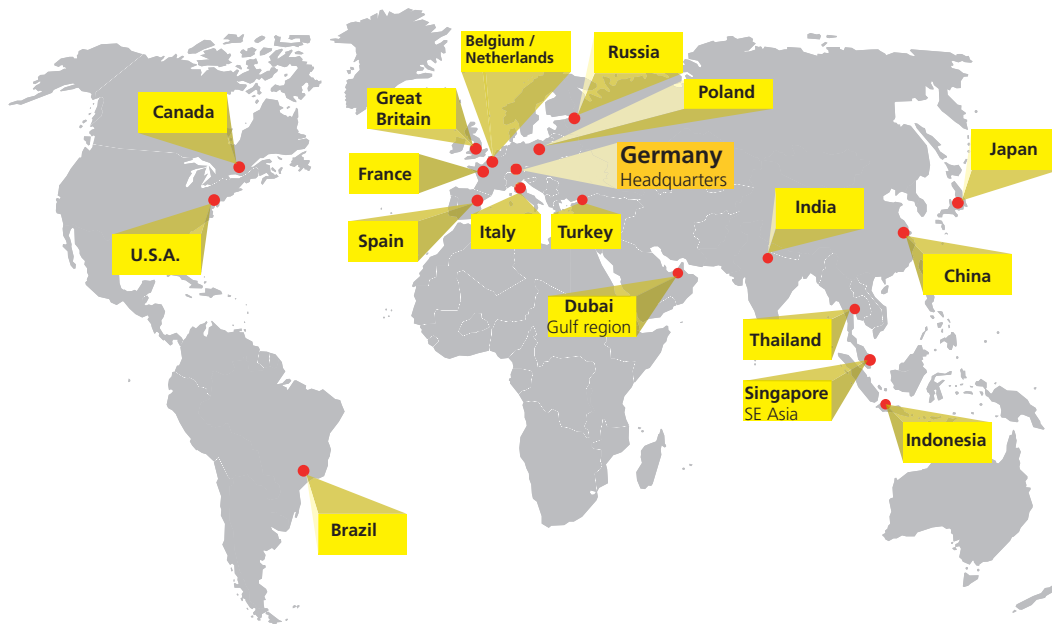 Belgium /
Netherlands
Russia
Canada
Great
Britain
Poland
Germany
Headquarters
Japan
France
India
U.S.A.
Spain
Italy
Turkey
China
Dubai
Gulf region
Thailand
Singapore
SE Asia
Indonesia
Brazil